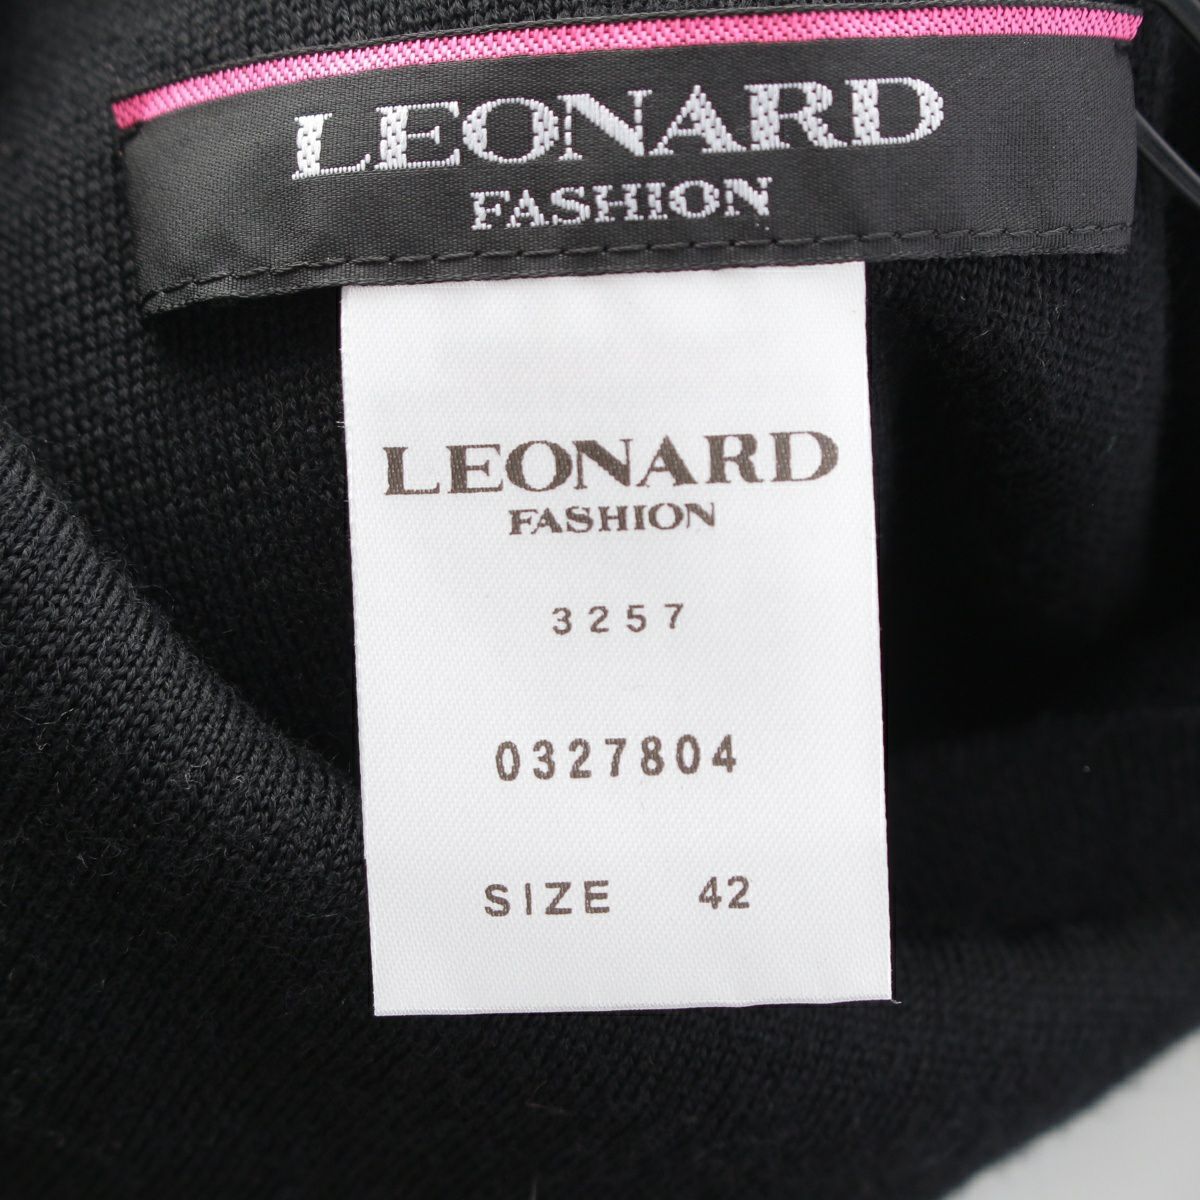 LEONARD
FASHION
LEONARD
FASHION
3257
0327804
SIZE 42